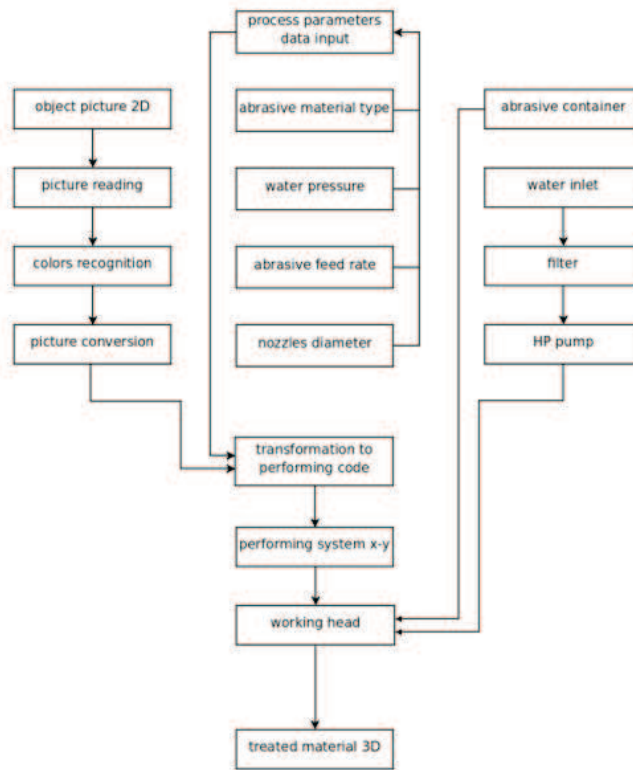 process parameters
data input
object picture 2D
abrasive material type
abrasive container
picture reading
water pressure
water inlet
colors recognition
abrasive feed rate
filter
picture conversion
nozzles diameter
HP pump
transformation to
performing code
performing system x-y
working head
treated material 3D